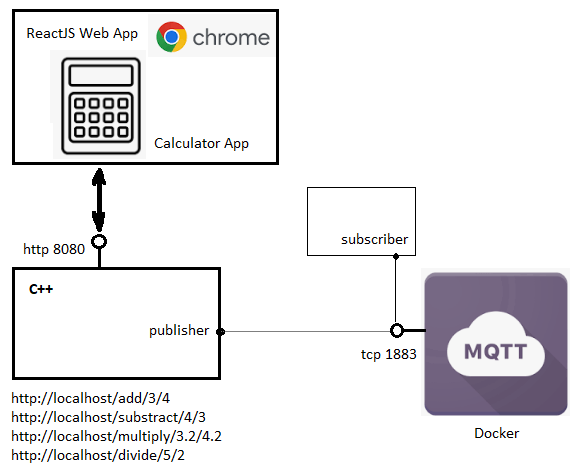 ReactJS Web App
chrome
Calculator App
http 8080
subscriber
C++
publisher
tcp 1883
MQTT
http://localhost/add/3/4
http://localhost/substract/4/3
http://localhost/multiply/3.2/4.2
http://localhost/divide/5/2
Docker